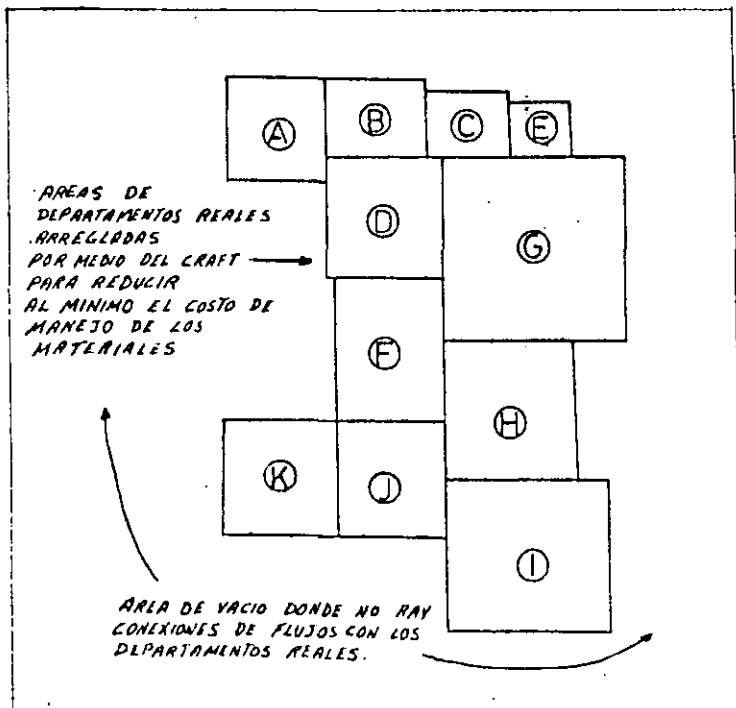 A
B
C
E
AREAS DE
DEPARTAMENTOS REALES
ARREGLADAS
POR MEDIO DEL CRAFT
PARA REDUCIR
AL MINIMO EL COSTO DE
MANEJO DE LOS
MATERIALES
D
G
F
H
K
J
I
AREA DE VACIO DONDE NO RAY
CONEXIONES DE FLUJOS CON LOS
DEPARTAMENTOS REALES.